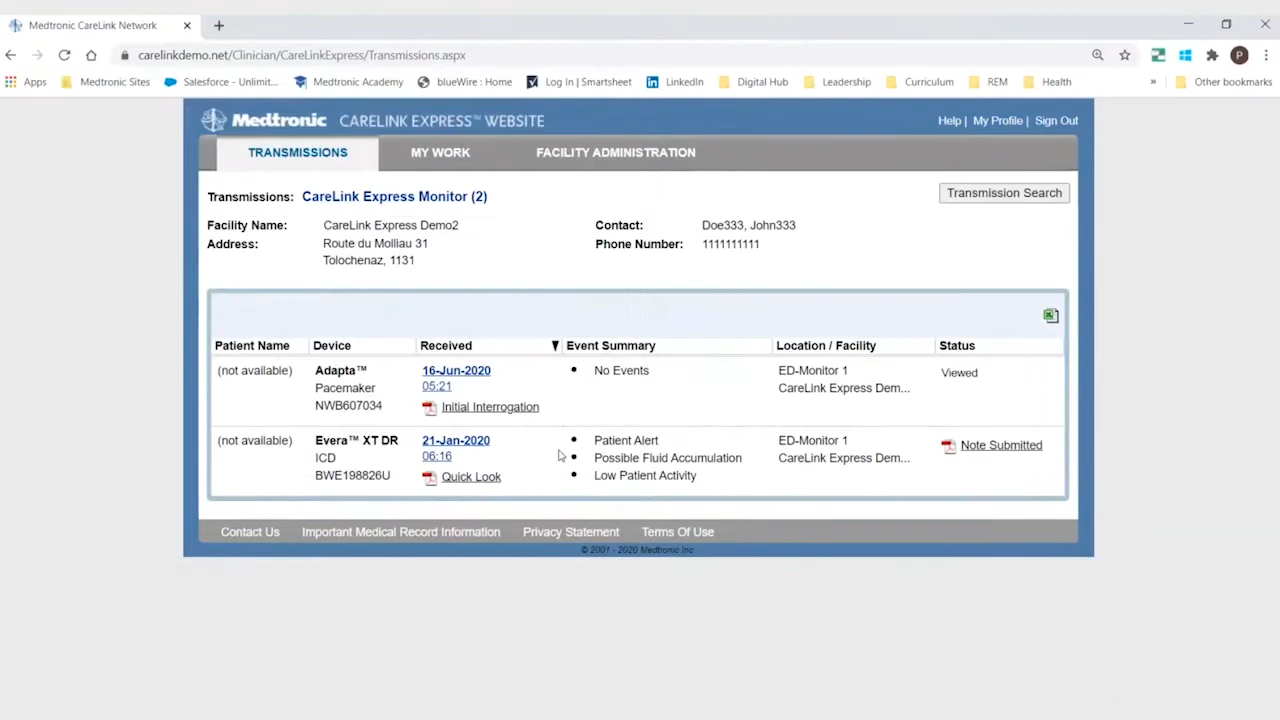 Medtronic CareLink Network
carelinkdemo.net/Clinician/CareLinkExpress/Transmissions.aspx
P
Apps Medtronic Sites Salesforce - Unlimit... Medtronic Academy blueWire : Home Log In | Smartsheet LinkedIn Digital Hub Leadership Curriculum REM Health » Other bookmarks
Medtronic CARELINK EXPRESS™ WEBSITE Help | My Profile | Sign Out
TRANSMISSIONS MY WORK FACILITY ADMINISTRATION
Transmissions: CareLink Express Monitor (2) Transmission Search
Facility Name: CareLink Express Demo2 Contact: Doe333, John333
Address: Route du Molliau 31 Phone Number: 1111111111
Tolochenaz, 1131
Patient Name Device Received Event Summary Location / Facility Status
(not available) Adapta™ 16-Jun-2020 • No Events ED-Monitor 1 Viewed
Pacemaker 05:21 CareLink Express Dem...
NWB607034 Initial Interrogation
(not available) Evera™ XT DR 21-Jan-2020 • Patient Alert ED-Monitor 1 Note Submitted
ICD 06:16 • Possible Fluid Accumulation CareLink Express Dem...
BWE198826U Quick Look • Low Patient Activity
Contact Us Important Medical Record Information Privacy Statement Terms Of Use
© 2001 - 2020 Medtronic Inc